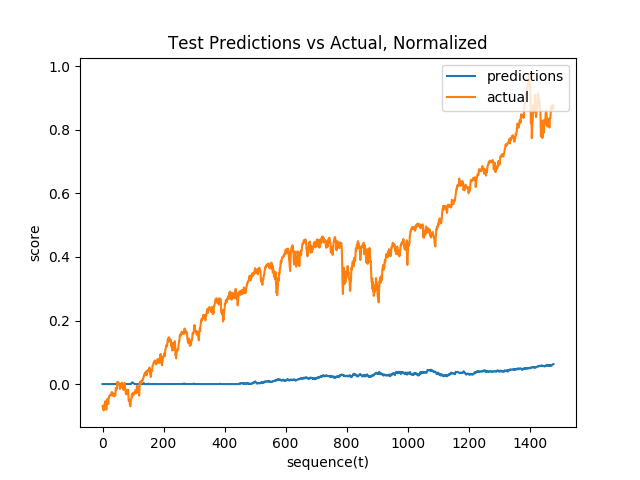 Test Predictions vs Actual, Normalized
predictions
actual
score
1.0
0.8
0.6
0.4
0.2
0.0
0 200 400 600 800 1000 1200 1400
sequence(t)